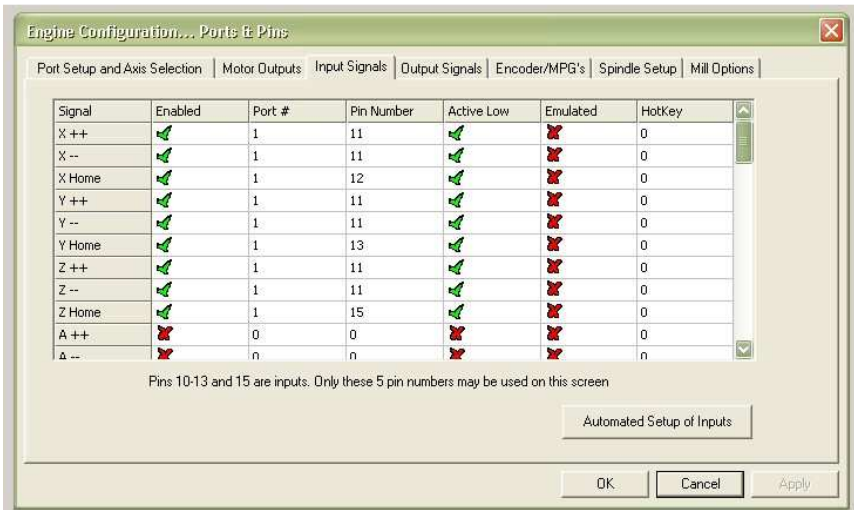 Engine Configuration... Ports & Pins
Port Setup and Axis Selection Motor Outputs Input Signals Output Signals Encoder/MPG's Spindle Setup Mill Options
Signal Enabled Port # Pin Number Active Low Emulated HotKey
X ++ 1 11 0
X -- 1 11 0
X Home 1 12 0
Y ++ 1 11 0
Y -- 1 11 0
Y Home 1 13 0
Z ++ 1 11 0
Z -- 1 11 0
Z Home 1 15 0
A ++ 0 0 0
A -- 0 0 0
Pins 10-13 and 15 are inputs. Only these 5 pin numbers may be used on this screen
Automated Setup of Inputs
OK Cancel Apply